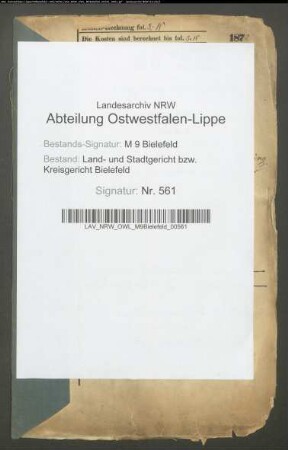 Die Kosten sind berechnet bis fol.
187
Landesarchiv NRW
Abteilung Ostwestfalen-Lippe
Bestands-Signatur: M 9 Bielefeld
Bestand: Land- und Stadtgericht bzw.
Kreisgericht Bielefeld
Signatur: Nr. 561
LAV_NRW_OWL_M9Bielefeld_00561